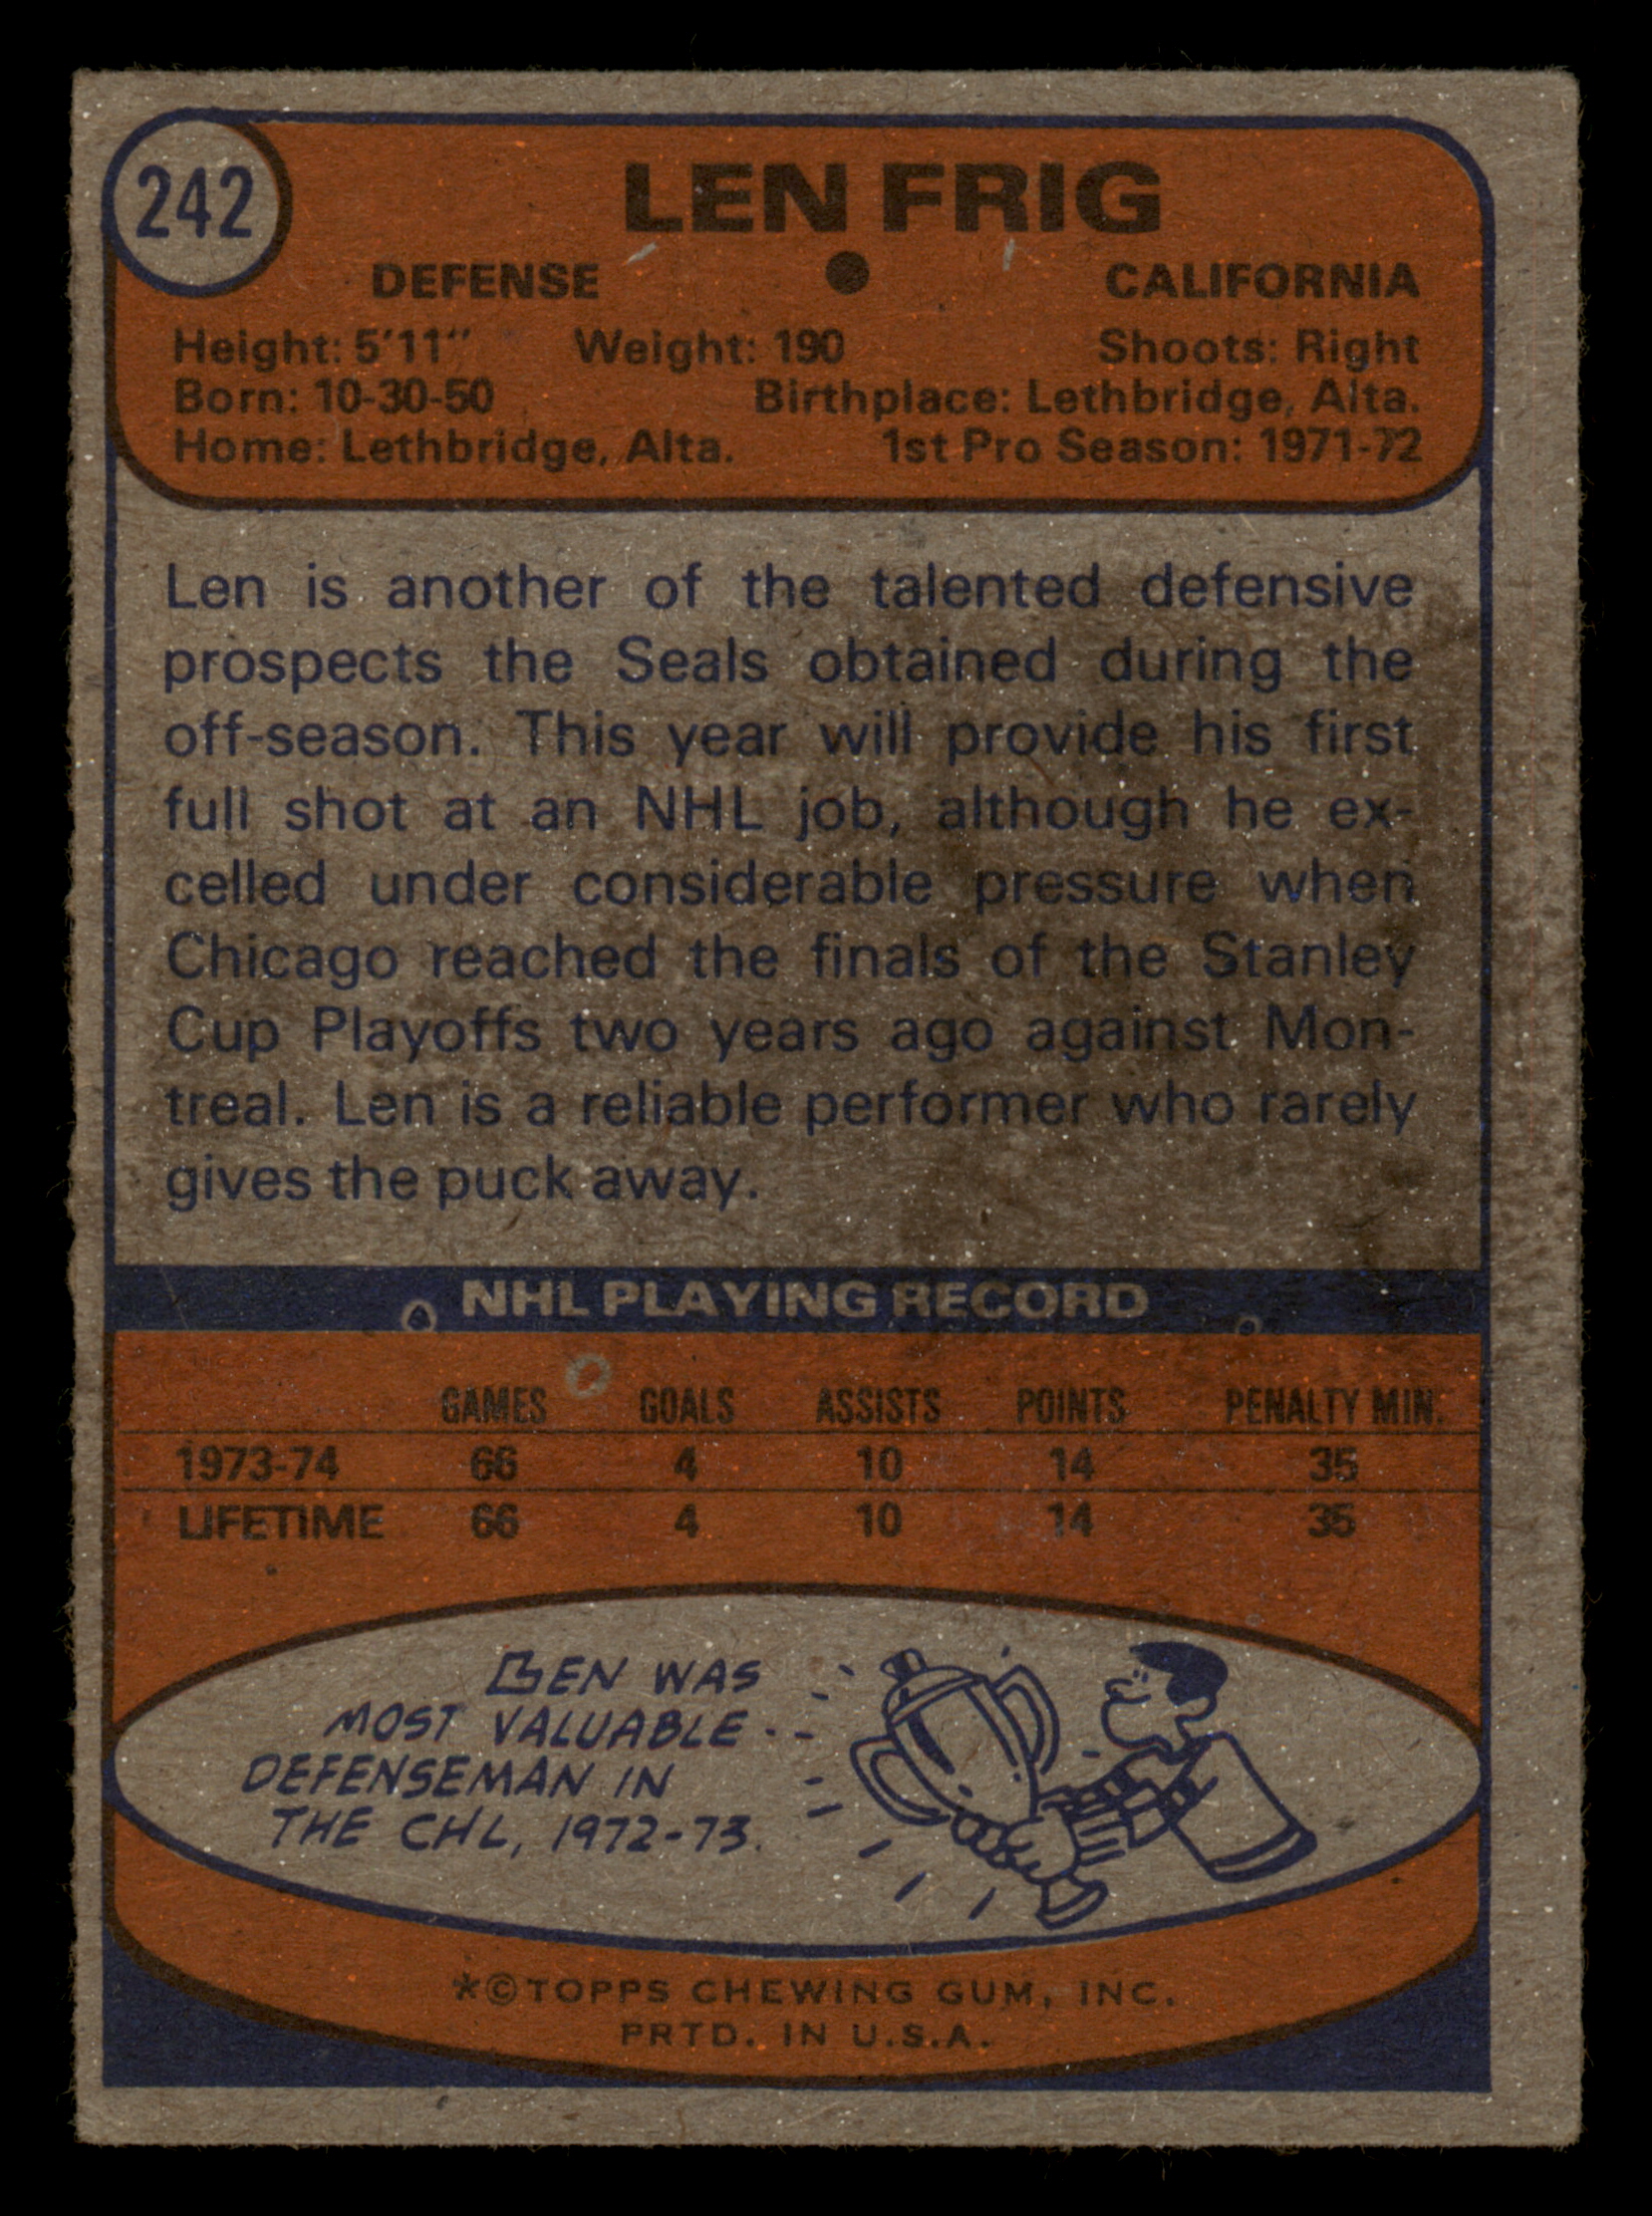 242
LEN FRIG
DEFENSE • CALIFORNIA
Height: 5'11" Weight: 190 Shoots: Right
Born: 10-30-50 Birthplace: Lethbridge, Alta.
Home: Lethbridge, Alta. 1st Pro Season: 1971-72
Len is another of the talented defensive
prospects the Seals obtained during the
off-season. This year will provide his first
full shot at an NHL job, although he ex-
celled under considerable pressure when
Chicago reached the finals of the Stanley
Cup Playoffs two years ago against Mon-
treal. Len is a reliable performer who rarely
gives the puck away.
NHL PLAYING RECORD
GAMES GOALS ASSISTS POINTS PENALTY MIN.
1973-74 66 4 10 14 35
LIFETIME 66 4 10 14 35
BEN WAS
MOST VALUABLE
DEFENSEMAN IN
THE CHL, 1972-73.
*©TOPPS CHEWING GUM, INC.
PRTD. IN U.S.A.